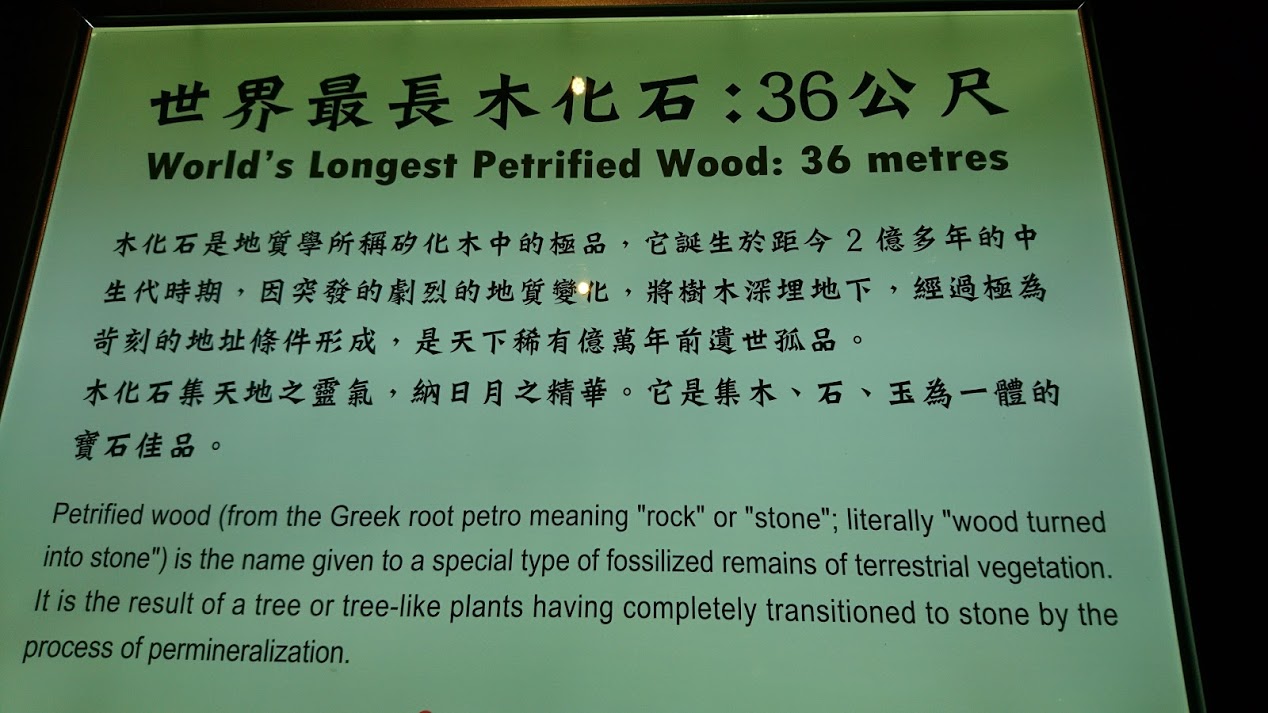 世界最長木化石:36公尺
World's Longest Petrified Wood: 36 metres
木化石是地質學所稱矽化木中的極品，它誕生於距今 2 億多年的中
生代時期，因突發的劇烈的地质變化，將樹木深埋地下，經過極為
苛刻的地址條件形成，是天下稀有億萬年前遺世孤品。
木化石集天地之靈氣，納日月之精華。它是集木、石、玉為一體的
寶石佳品。
Petrified wood (from the Greek root petro meaning "rock" or "stone"; literally "wood turned
into stone") is the name given to a special type of fossilized remains of terrestrial vegetation.
It is the result of a tree or tree-like plants having completely transitioned to stone by the
process of permineralization.